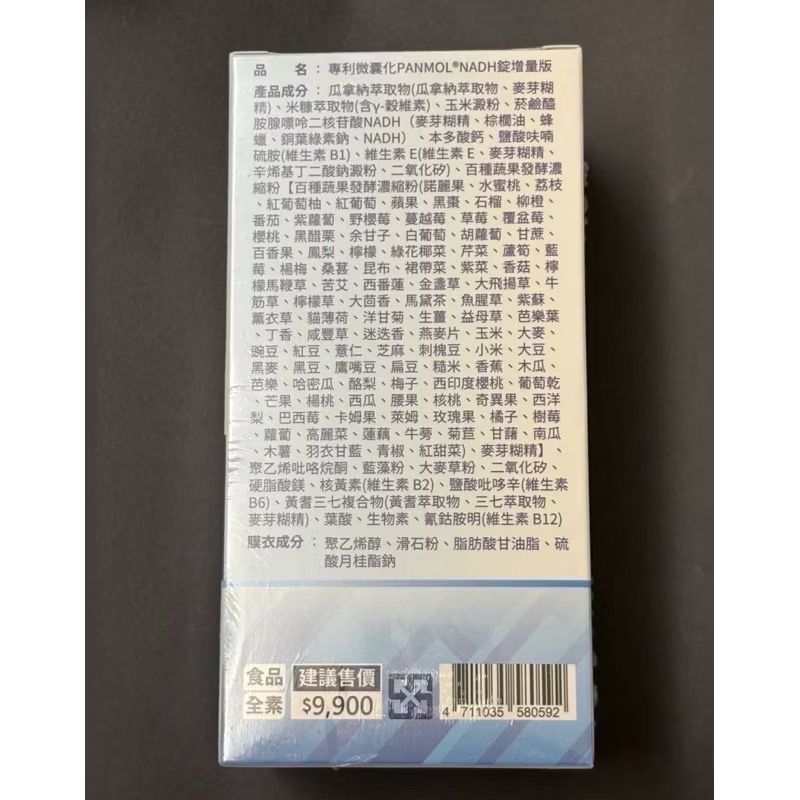 品　　名：專利微囊化PANMOL®NADH錠增量版
產品成分：瓜拿納萃取物(瓜拿納萃取物、麥芽糊
精)、米糠萃取物(含γ-穀維素)、玉米澱粉、菸鹼醯
胺腺嘌呤二核苷酸NADH（麥芽糊精、棕櫚油、蜂
蠟、銅葉綠素鈉、NADH）、本多酸鈣、鹽酸呋喃
硫胺(維生素 B1)、維生素 E(維生素 E、麥芽糊精、
辛烯基丁二酸鈉澱粉、二氧化矽)、百種蔬果發酵濃
縮粉【百種蔬果發酵濃縮粉(諾麗果、水蜜桃、荔枝
、紅葡萄柚、紅葡萄、蘋果、黑棗、石榴、柳橙、
番茄、紫蘿蔔、野櫻莓、蔓越莓、草莓、覆盆莓、
櫻桃、黑醋栗、余甘子、白葡萄、胡蘿蔔、甘蔗、
百香果、鳳梨、檸檬、綠花椰菜、芹菜、蘆筍、藍
莓、楊梅、桑葚、昆布、裙帶菜、紫菜、香菇、檸
檬馬鞭草、苦艾、西番蓮、金盞草、大飛揚草、牛
筋草、檸檬草、大茴香、馬黛茶、魚腥草、紫蘇、
薰衣草、貓薄荷、洋甘菊、生薑、益母草、芭樂葉
、丁香、咸豐草、迷迭香、燕麥片、玉米、大麥、
豌豆、紅豆、薏仁、芝麻、刺槐豆、小米、大豆、
黑麥、黑豆、鷹嘴豆、扁豆、糙米、香蕉、木瓜、
芭樂、哈密瓜、酪梨、梅子、西印度櫻桃、葡萄乾
、芒果、楊桃、西瓜、腰果、核桃、奇異果、西洋
梨、巴西莓、卡姆果、萊姆、玫瑰果、橘子、樹莓
、蘿蔔、高麗菜、蓮藕、牛蒡、菊苣、甘藷、南瓜
、木薯、羽衣甘藍、青椒、紅甜菜)、麥芽糊精】、
聚乙烯吡咯烷酮、藍藻粉、大麥草粉、二氧化矽、
硬脂酸鎂、核黃素(維生素 B2)、鹽酸吡哆辛(維生素
B6)、黃耆三七複合物(黃耆萃取物、三七萃取物、
麥芽糊精)、葉酸、生物素、氰鈷胺明(維生素 B12)
膜衣成分：聚乙烯醇、滑石粉、脂肪酸甘油脂、硫
酸月桂酯鈉
食品
全素
建議售價
$9,900
4 711035 580592